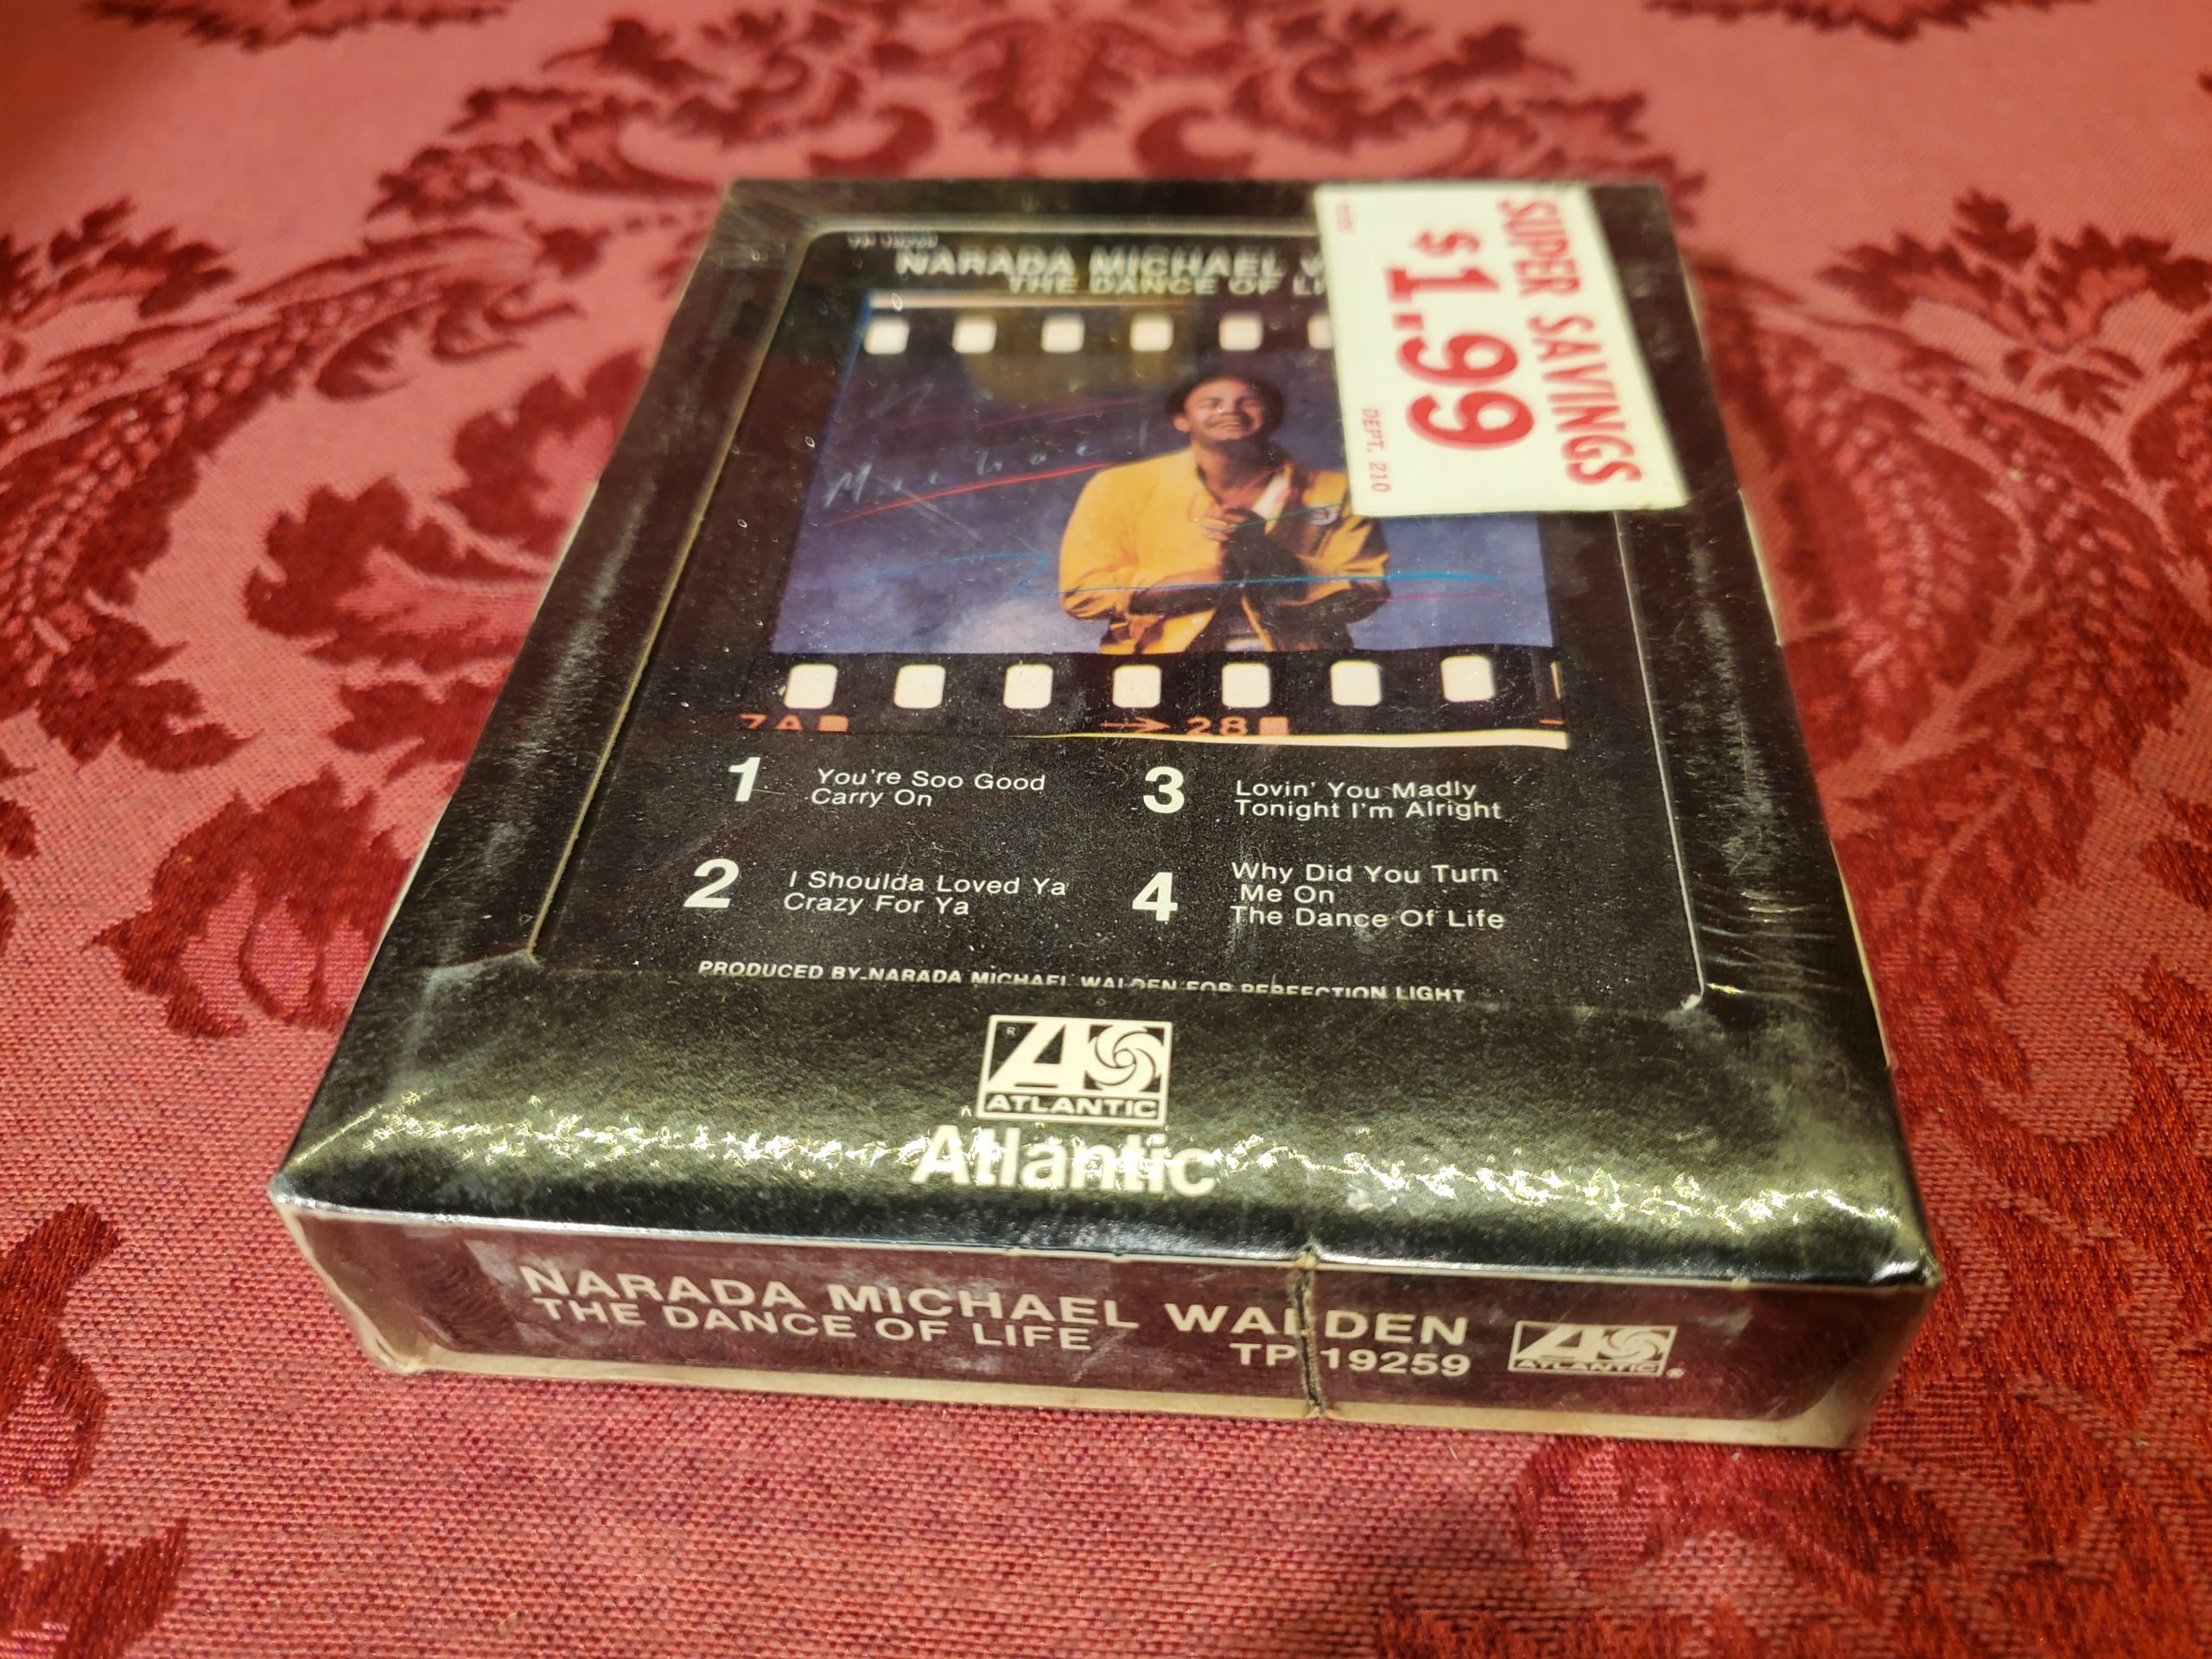 NARADA MICHAEL W
THE DANCE OF LI
SUPER SAVINGS
$1.99
DEPT. 210
Michael
7A
→ 28
1 You're Soo Good
Carry On
2 I Shoulda Loved Ya
Crazy For Ya
3 Lovin' You Madly
Tonight I'm Alright
4 Why Did You Turn
Me On
The Dance Of Life
PRODUCED BY NARADA MICHAEL WALDEN FOR PERFECTION LIGHT
®
ATLANTIC
Atlantic
NARADA MICHAEL WALDEN
THE DANCE OF LIFE
TP 19259
ATLANTIC®